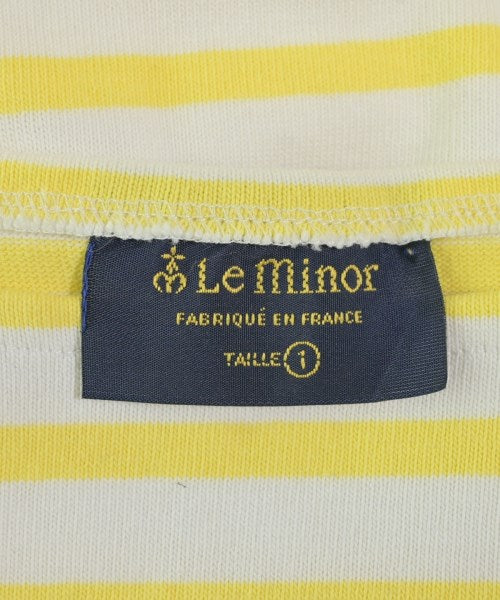 Le minor
FABRIQUÉ EN FRANCE
TAILLE 1